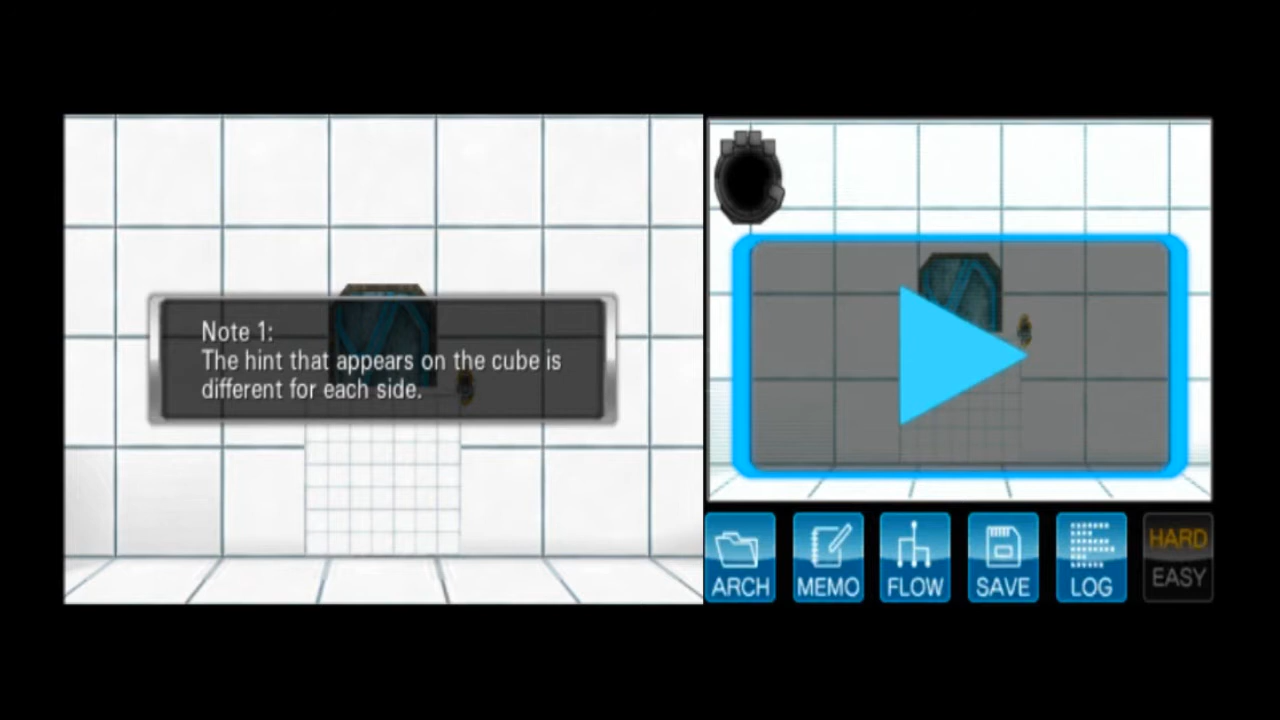 Note 1:
The hint that appears on the cube is
different for each side.
ARCH
MEMO
FLOW
SAVE
LOG
HARD
EASY